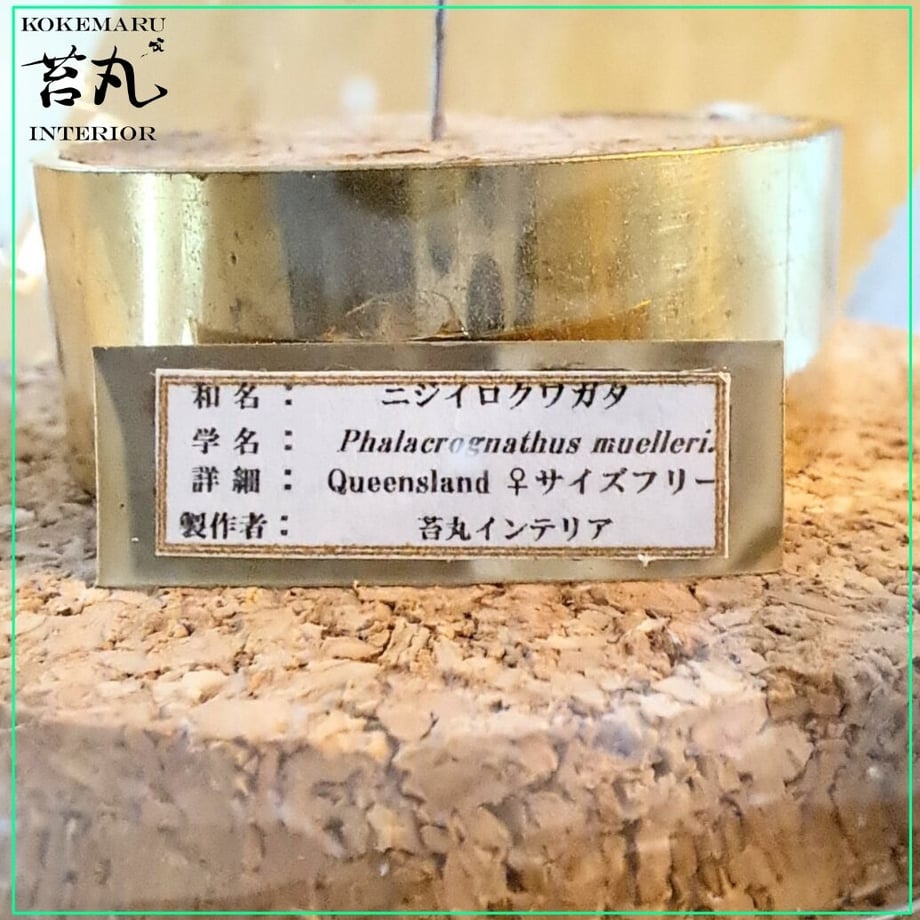 KOKEMARU
苔丸
INTERIOR
和名： ニジイロクワガタ
学名： Phalacrognathus muelleri.
詳細： Queensland ♀サイズフリー
製作者： 苔丸インテリア